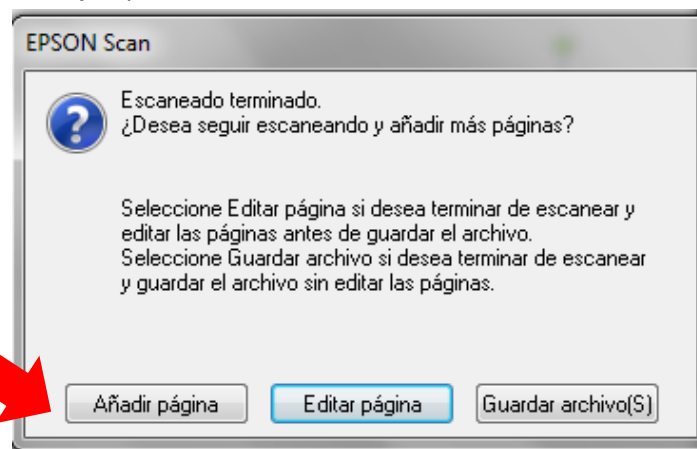 EPSON Scan
Escaneado terminado.
¿Desea seguir escaneando y añadir más páginas?
Seleccione Editar página si desea terminar de escanear y
editar las páginas antes de guardar el archivo.
Seleccione Guardar archivo si desea terminar de escanear
y guardar el archivo sin editar las páginas.
Añadir página
Editar página
Guardar archivo(S)